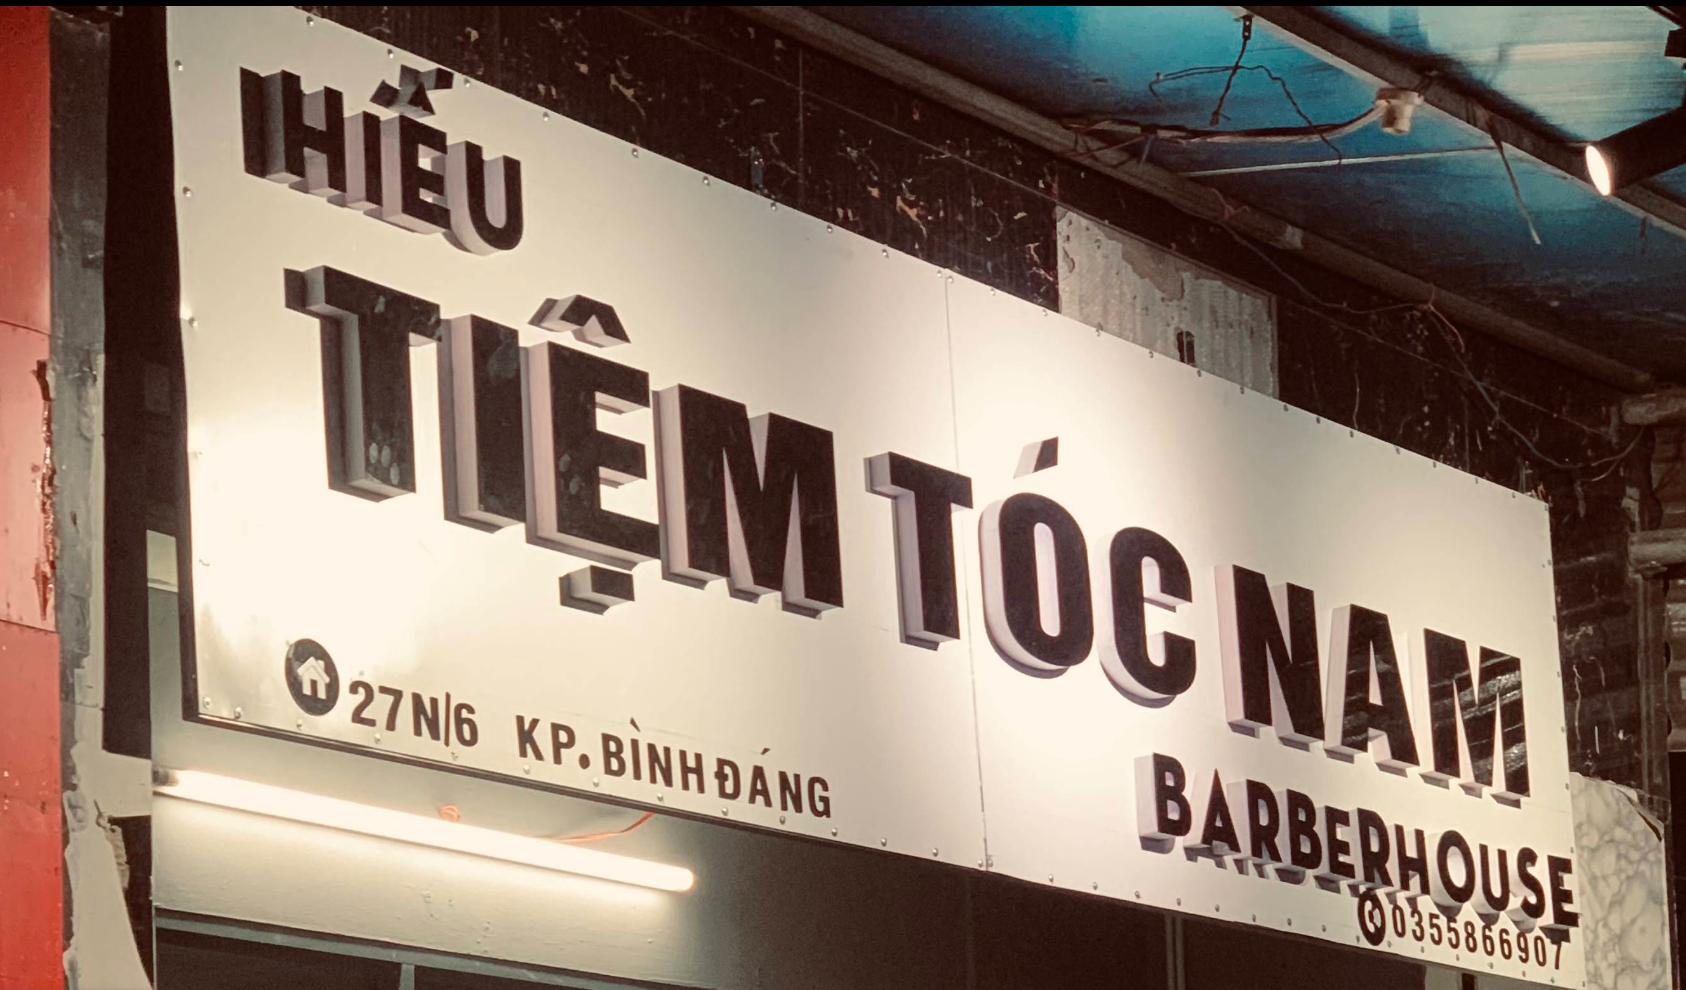 HIẾU
TIỆM TÓC NAM
BARBERHOUSE
27N/6 KP. BÌNH ĐÁNG
0355866907